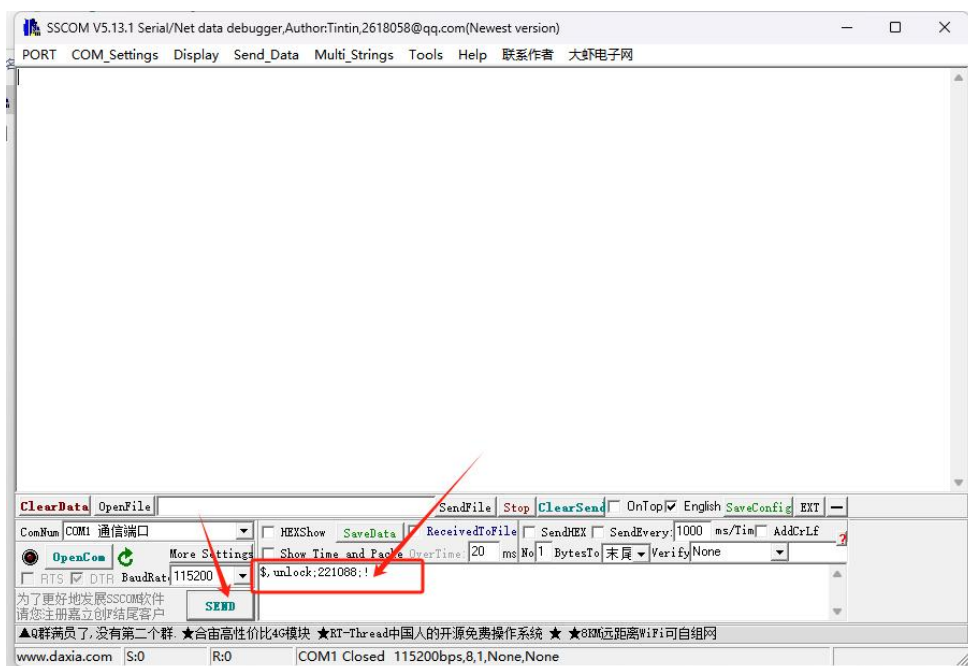 SSCOM V5.13.1 Serial/Net data debugger,Author:Tintin,2618058@qq.com(Newest version)
PORT COM_Settings Display Send_Data Multi_Strings Tools Help 联系作者 大虾电子网
ClearData OpenFile SendFile Stop ClearSend OnTop English SaveConfig EXT —
ComNum COM1 通信端口 HEXShow SaveData ReceivedToFile SendHEX SendEvery: 1000 ms/Tim AddCrLf ?
OpenCom More Settings Show Time and Pack OverTime: 20 ms No 1 BytesTo 末尾 Verify None
RTS DTR BaudRat: 115200 $,unlock;221088;!
为了更好地发展SSCOM软件
请您注册嘉立创F结尾客户
SEND
▲Q群满员了,没有第二个群. ★合宙高性价比4G模块 ★RT-Thread中国人的开源免费操作系统 ★ ★8KM远距离WiFi可自组网
www.daxia.com S:0 R:0 COM1 Closed 115200bps,8,1,None,None